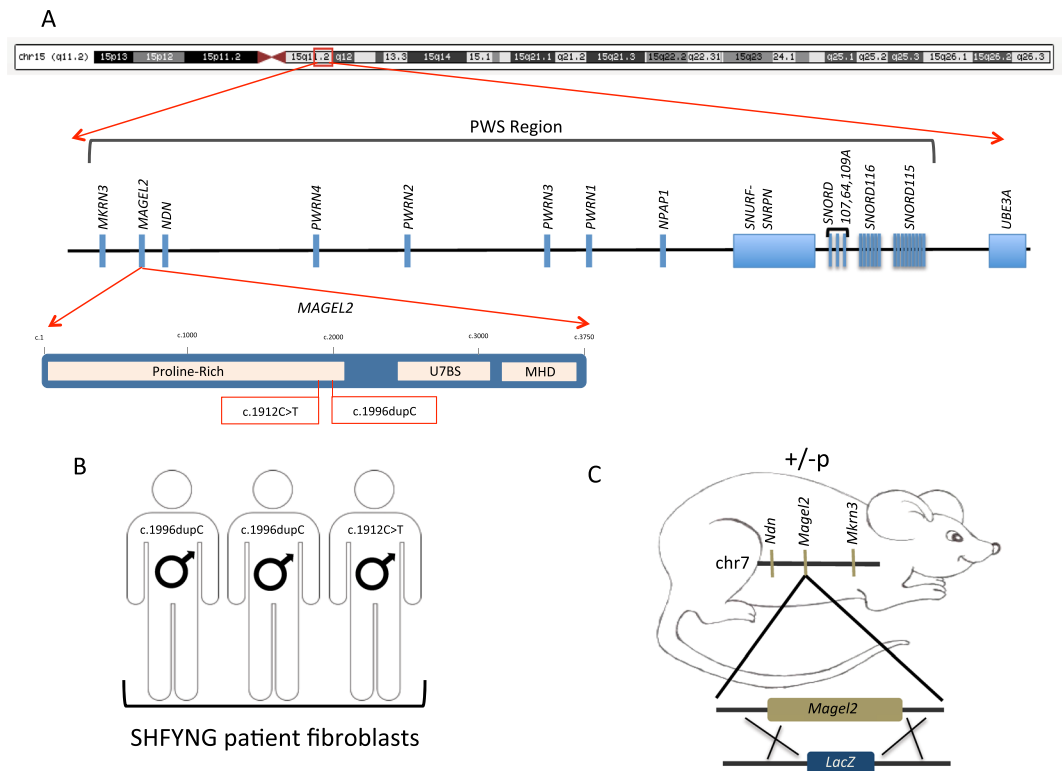 A
chr15 (q11.2) 15p13 15p12 15p11.2 15q11.2 q12 13.3 15q14 15.1 15q21.1 q21.2 15q21.3 15q22.2 q22.31 15q23 24.1 q25.1 q25.2 q25.3 15q26.1 15q26.2 q26.3
PWS Region
MKRN3
MAGEL2
NDN
PWRN4
PWRN2
PWRN3
PWRN1
NPAP1
SNURF-
SNRPN
SNORD
107,64,109A
SNORD116
SNORD115
UBE3A
MAGEL2
c.1 c.1000 c.2000 c.3000 c.3750
Proline-Rich U7BS MHD
c.1912C>T c.1996dupC
B
c.1996dupC c.1996dupC c.1912C>T
SHFYNG patient fibroblasts
C
+/-p
Ndn
Magel2
Mkrn3
chr7
Magel2
LacZ